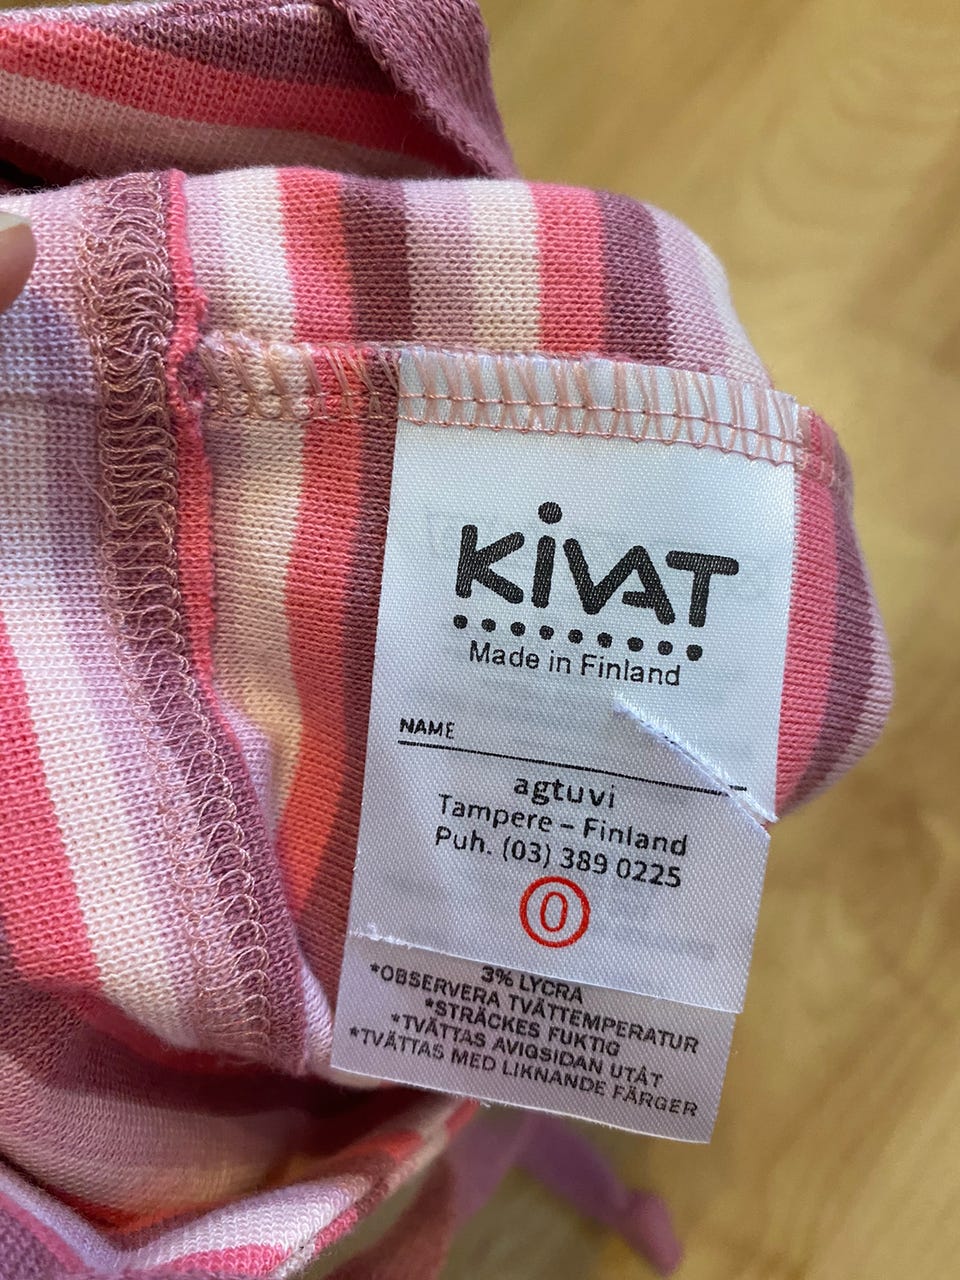 KIVAT
Made in Finland
NAME
agtuvi
Tampere – Finland
Puh. (03) 389 0225
0
3% LYCRA
*OBSERVERA TVÄTTEMPERATUR
*STRÄCKES FUKTIG
*TVÄTTAS AVIGSIDAN UTÅT
*TVÄTTAS MED LIKNANDE FÄRGER